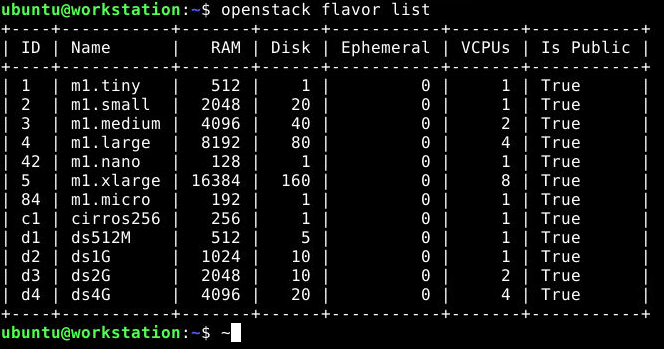 ubuntu@workstation:~$ openstack flavor list
+----+-----------+-------+------+-----------+-------+-----------+
| ID | Name      |   RAM | Disk | Ephemeral | VCPUs | Is Public |
+----+-----------+-------+------+-----------+-------+-----------+
| 1  | m1.tiny   |   512 |    1 |         0 |     1 | True      |
| 2  | m1.small  |  2048 |   20 |         0 |     1 | True      |
| 3  | m1.medium |  4096 |   40 |         0 |     2 | True      |
| 4  | m1.large  |  8192 |   80 |         0 |     4 | True      |
| 42 | m1.nano   |   128 |    1 |         0 |     1 | True      |
| 5  | m1.xlarge | 16384 |  160 |         0 |     8 | True      |
| 84 | m1.micro  |   192 |    1 |         0 |     1 | True      |
| c1 | cirros256 |   256 |    1 |         0 |     1 | True      |
| d1 | ds512M    |   512 |    5 |         0 |     1 | True      |
| d2 | ds1G      |  1024 |   10 |         0 |     1 | True      |
| d3 | ds2G      |  2048 |   10 |         0 |     2 | True      |
| d4 | ds4G      |  4096 |   20 |         0 |     4 | True      |
+----+-----------+-------+------+-----------+-------+-----------+
ubuntu@workstation:~$ ~